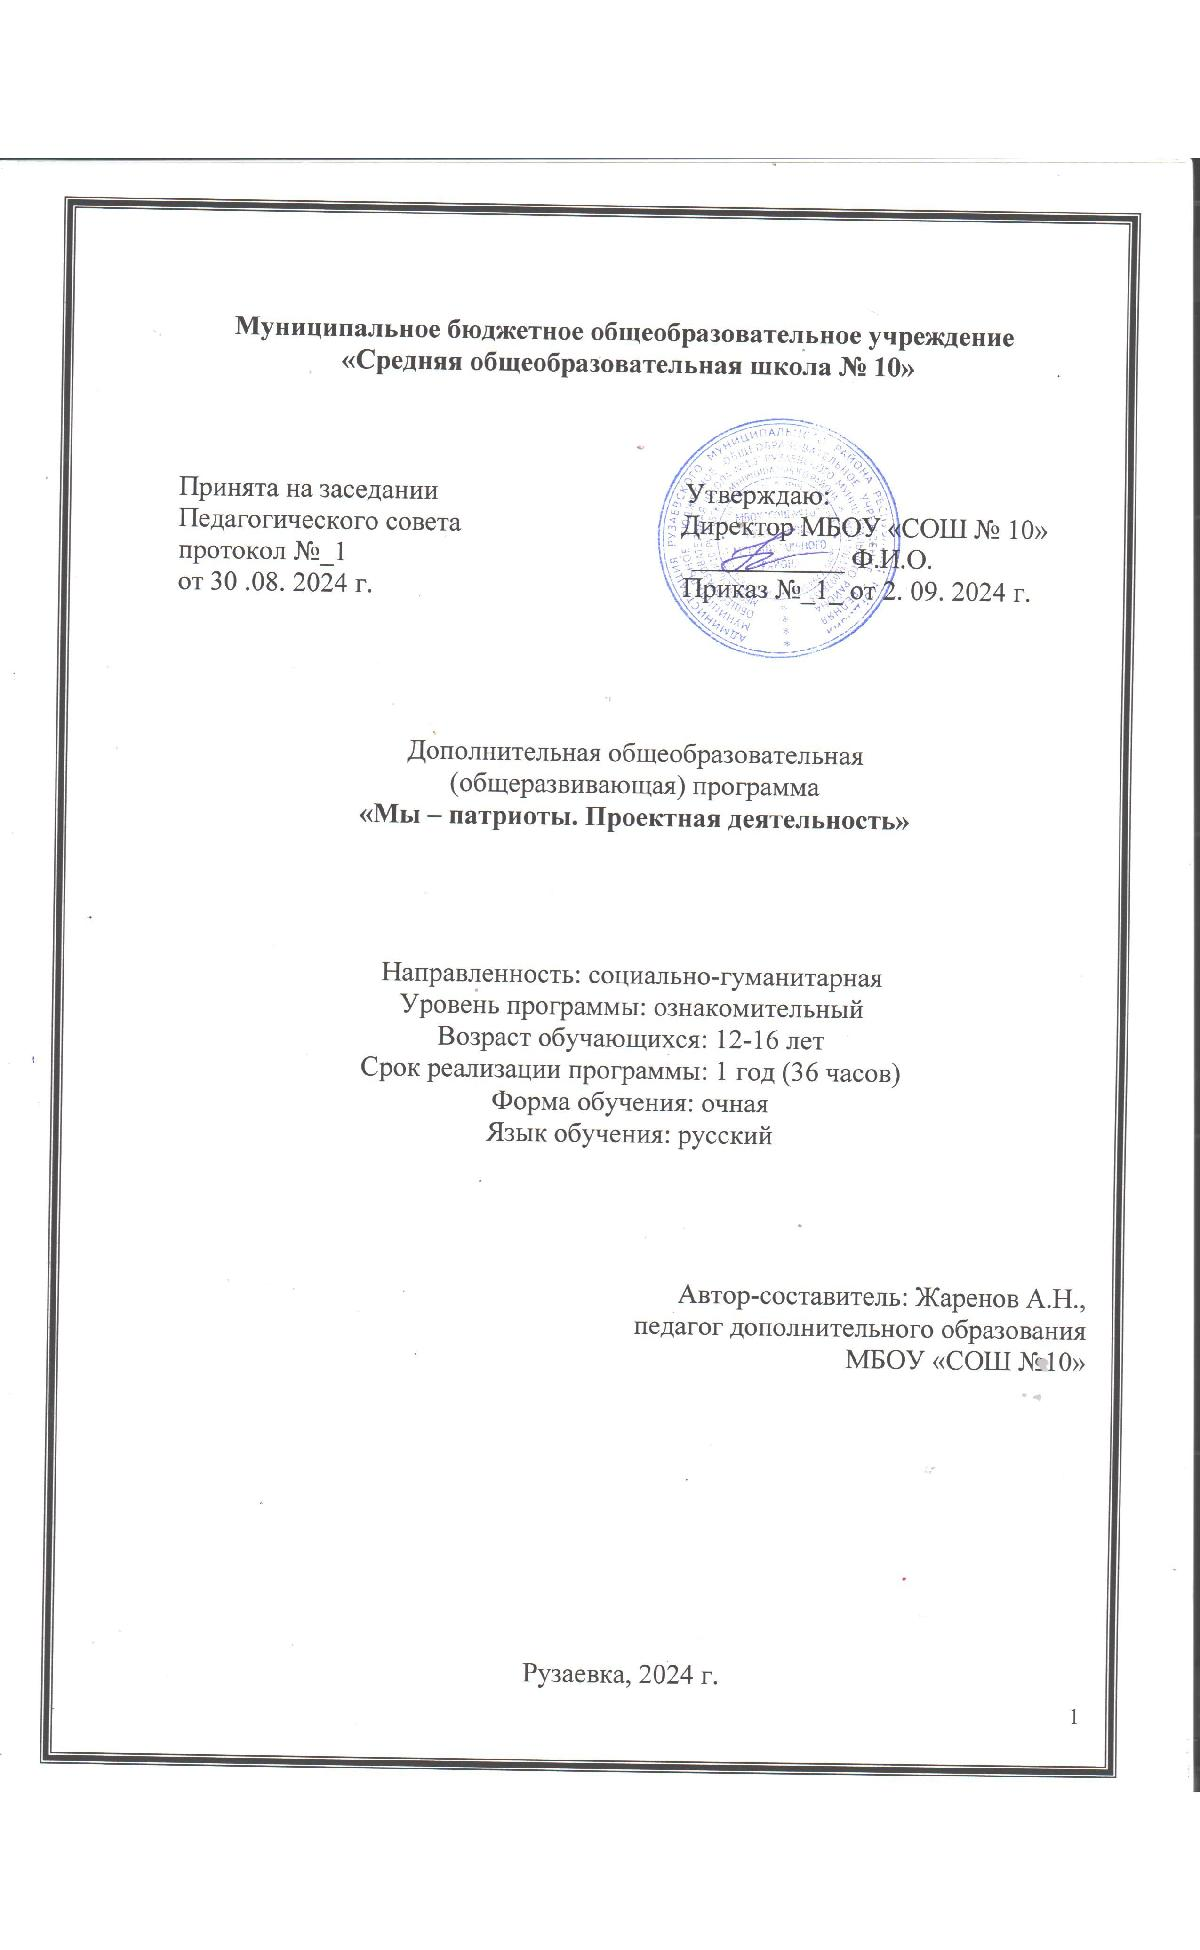 Муниципальное бюджетное общеобразовательное учреждение
«Средняя общеобразовательная школа № 10»
Принята на заседании
Педагогического совета
протокол №_1
от 30 .08. 2024 г.
Утверждаю:
Директор МБОУ «СОШ № 10»
___________ Ф.И.О.
Приказ №_1_ от 2. 09. 2024 г.
Дополнительная общеобразовательная
(общеразвивающая) программа
«Мы – патриоты. Проектная деятельность»
Направленность: социально-гуманитарная
Уровень программы: ознакомительный
Возраст обучающихся: 12-16 лет
Срок реализации программы: 1 год (36 часов)
Форма обучения: очная
Язык обучения: русский
Автор-составитель: Жаренов А.Н.,
педагог дополнительного образования
МБОУ «СОШ №10»
Рузаевка, 2024 г.
1